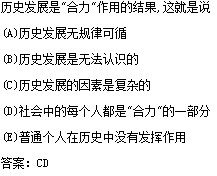 历史发展是“合力”作用的结果,这就是说
(A)历史发展无规律可循
(B)历史发展是无法认识的
(C)历史发展的因素是复杂的
(D)社会中的每个人都是“合力”的一部分
(E)普通个人在历史中没有发挥作用
答案: CD